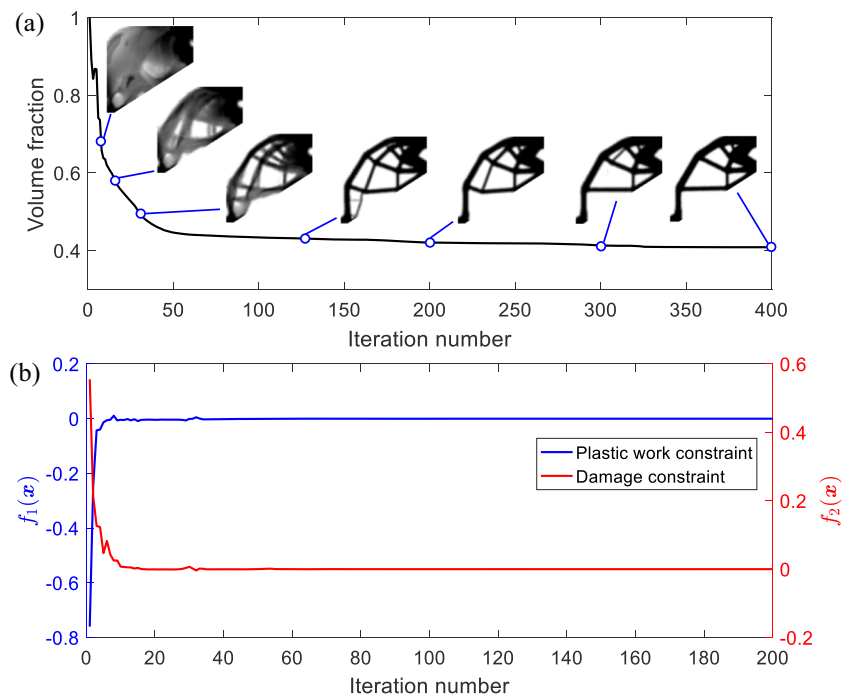 (a)
Volume fraction
1
0.8
0.6
0.4
0 50 100 150 200 250 300 350 400
Iteration number
(b)
f₁(x)
0.2
0
-0.2
-0.4
-0.6
-0.8
Plastic work constraint
Damage constraint
0.6
0.4
0.2
0
-0.2
f₂(x)
0 20 40 60 80 100 120 140 160 180 200
Iteration number